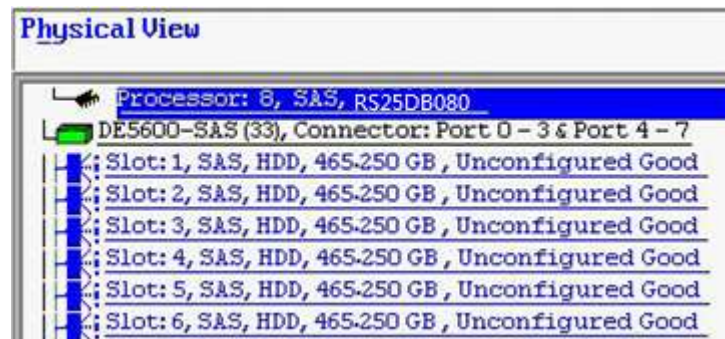 Physical View
Processor: 8, SAS, RS25DB080
DE5600-SAS (33), Connector: Port 0 - 3 & Port 4 - 7
Slot: 1, SAS, HDD, 465.250 GB , Unconfigured Good
Slot: 2, SAS, HDD, 465.250 GB , Unconfigured Good
Slot: 3, SAS, HDD, 465.250 GB , Unconfigured Good
Slot: 4, SAS, HDD, 465.250 GB , Unconfigured Good
Slot: 5, SAS, HDD, 465.250 GB , Unconfigured Good
Slot: 6, SAS, HDD, 465.250 GB , Unconfigured Good